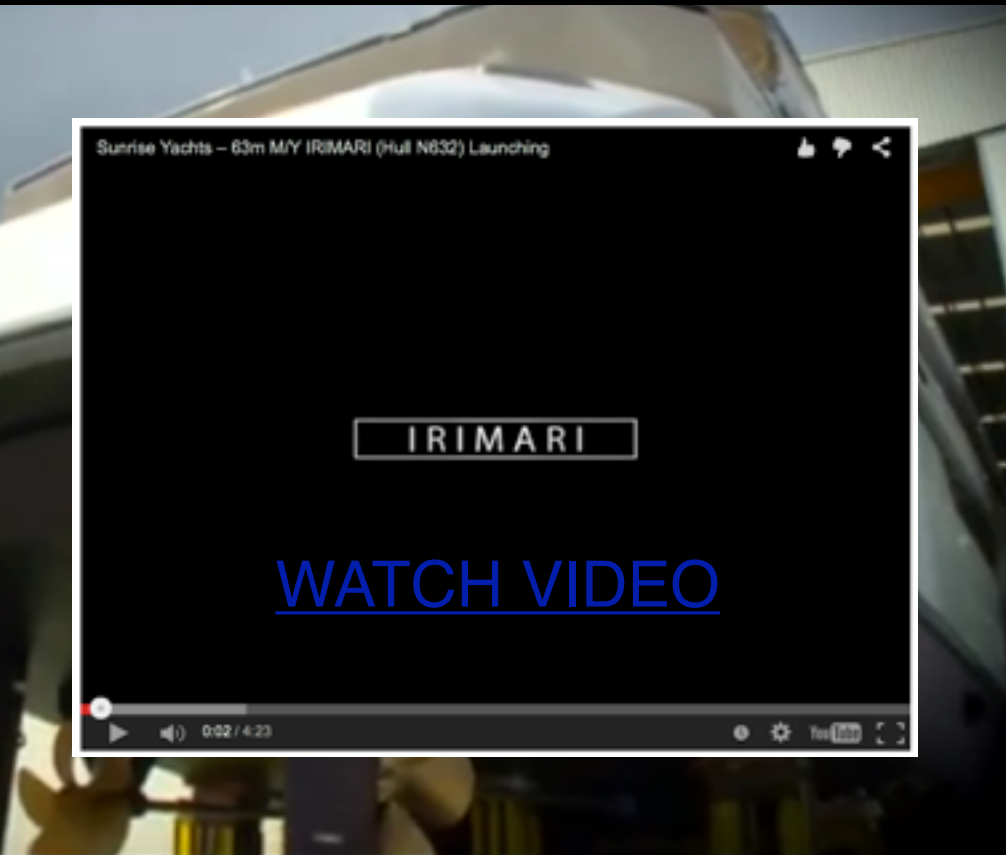 Sunrise Yachts – 63m M/Y IRIMARI (Hull N632) Launching
IRIMARI
WATCH VIDEO
0:02 / 4:23
YouTube